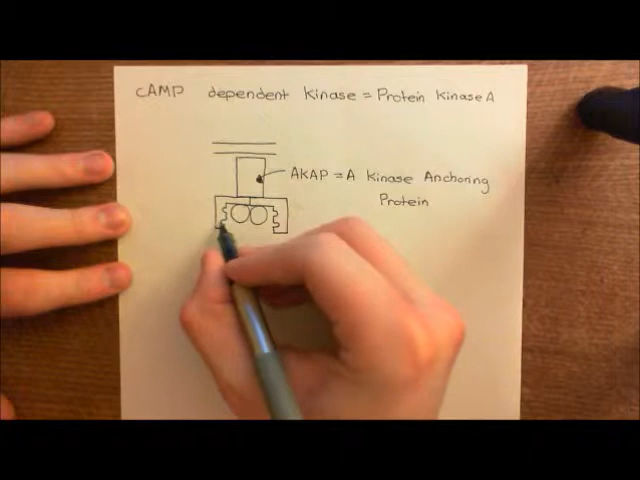 cAMP dependent Kinase = Protein Kinase A
AKAP = A Kinase Anchoring
Protein